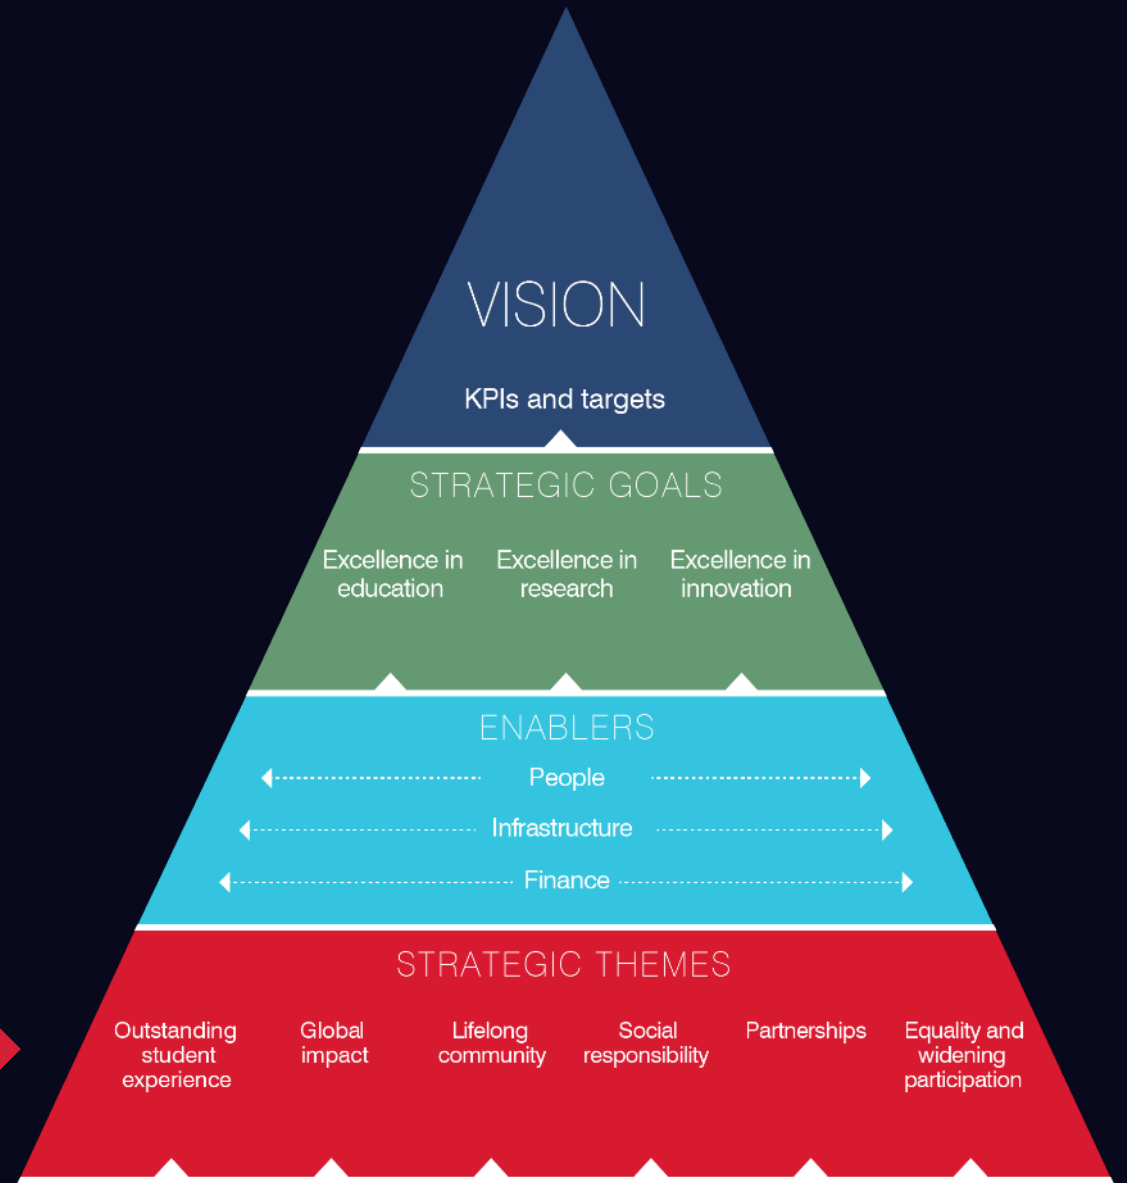 VISION
KPIs and targets
STRATEGIC GOALS
Excellence in
education
Excellence in
research
Excellence in
innovation
ENABLERS
People
Infrastructure
Finance
STRATEGIC THEMES
Outstanding
student
experience
Global
impact
Lifelong
community
Social
responsibility
Partnerships
Equality and
widening
participation